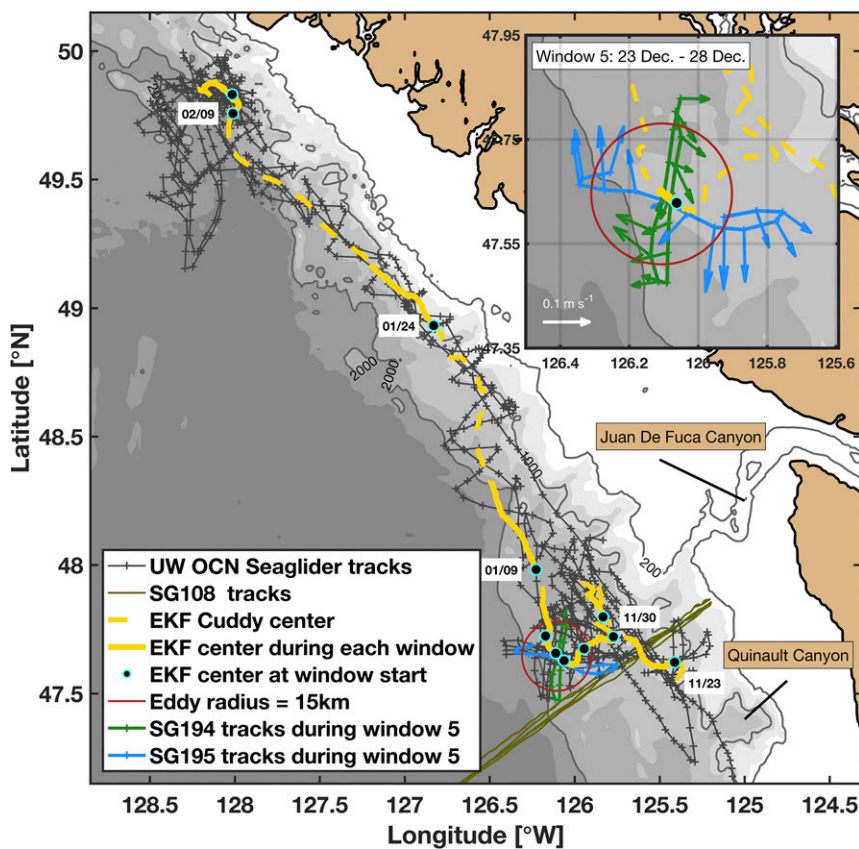 50
49.5
49
48.5
48
47.5
Latitude [°N]
128.5
128
127.5
127
126.5
126
125.5
125
124.5
Longitude [°W]
02/09
01/24
01/09
11/30
11/23
2000
2000
1000
200
Juan De Fuca Canyon
Quinault Canyon
Window 5: 23 Dec. - 28 Dec.
47.95
47.75
47.55
47.35
126.4
126.2
126
125.8
125.6
0.1 m s⁻¹
UW OCN Seaglider tracks
SG108 tracks
EKF Cuddy center
EKF center during each window
EKF center at window start
Eddy radius = 15km
SG194 tracks during window 5
SG195 tracks during window 5